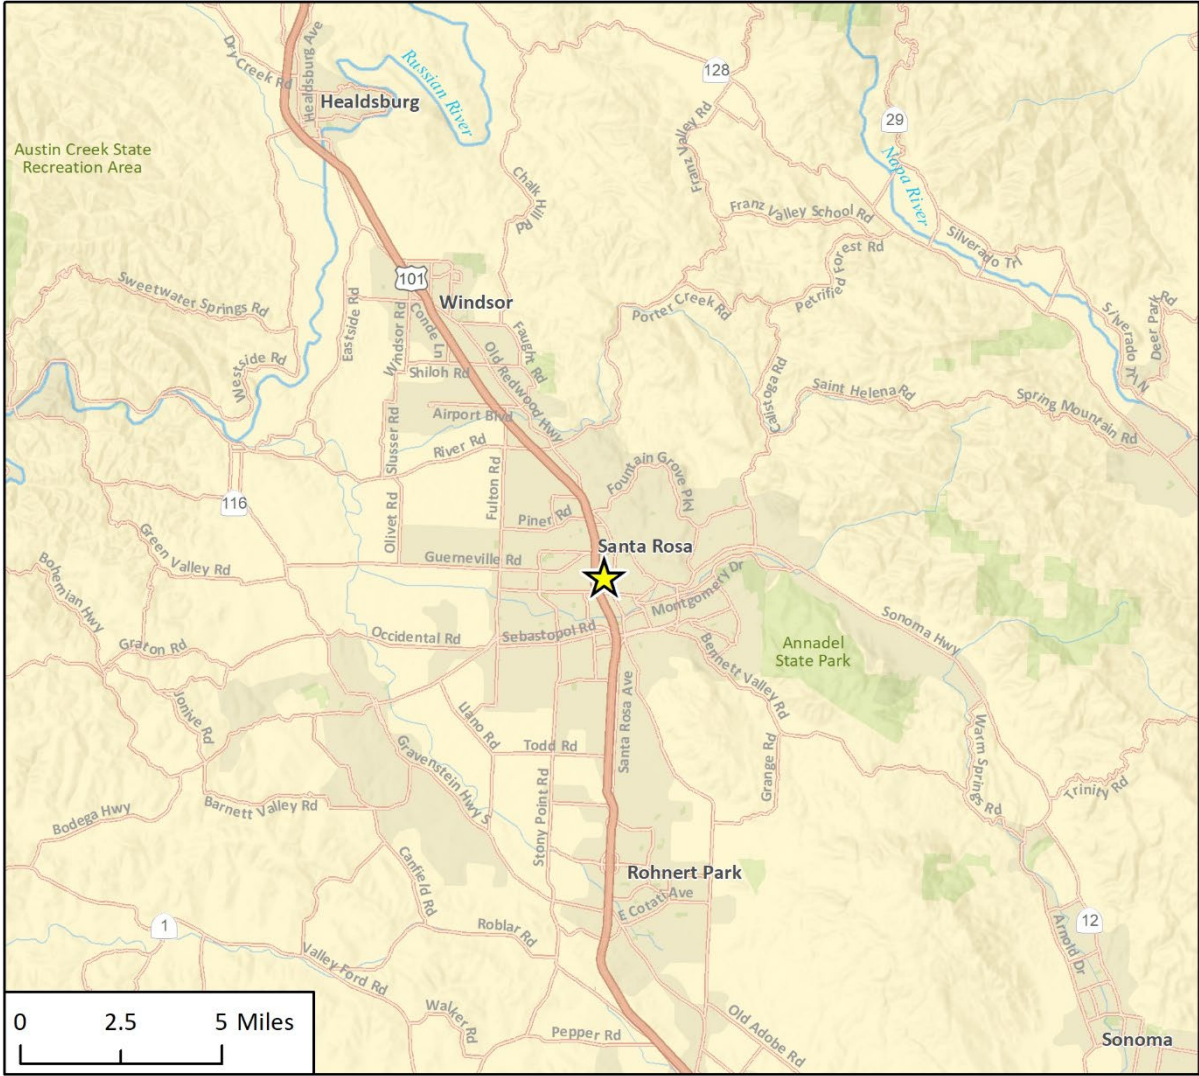 Dry Creek Rd
Healdsburg Ave
Healdsburg
Russian River
128
29
Franz Valley Rd
Napa River
Austin Creek State
Recreation Area
Chalk Hill Rd
Franz Valley School Rd
Silverado Trl
Petrified Forest Rd
101
Windsor
Sweetwater Springs Rd
Eastside Rd
Windsor Rd
Conde Ln
Porter Creek Rd
Silverado Trl N
Deer Park Rd
Old Redwood Hwy
Faught Rd
Westside Rd
Shiloh Rd
Calistoga Rd
Saint Helena Rd
Spring Mountain Rd
Airport Blvd
Slusser Rd
River Rd
Fulton Rd
Fountain Grove Pky
116
Olivet Rd
Piner Rd
Green Valley Rd
Guerneville Rd
Santa Rosa
Bohemian Hwy
Montgomery Dr
Sebastopol Rd
Occidental Rd
Graton Rd
Bennett Valley Rd
Annadel
State Park
Sonoma Hwy
Jonive Rd
Llano Rd
Todd Rd
Santa Rosa Ave
Grange Rd
Warm Springs Rd
Trinity Rd
Gravenstein Hwy S
Stony Point Rd
Barnett Valley Rd
Bodega Hwy
Canfield Rd
Rohnert Park
E Cotati Ave
1
Roblar Rd
Valley Ford Rd
12
Arnold Dr
Walker Rd
Pepper Rd
Old Adobe Rd
Sonoma
0 2.5 5 Miles